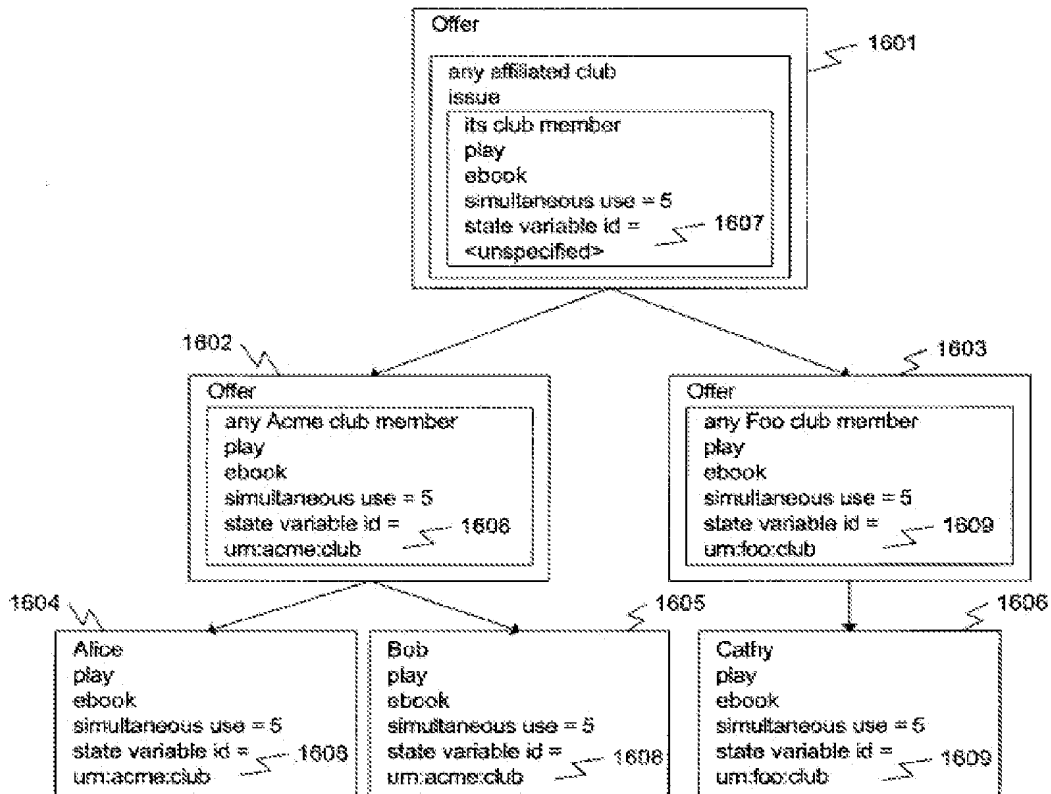 Offer
1601
any affiliated club
issue
its club member
play
ebook
simultaneous use = 5
state variable id =
1607
<unspecified>
1602
1603
Offer
any Acme club member
play
ebook
simultaneous use = 5
state variable id =
1608
urn:acme:club
Offer
any Foo club member
play
ebook
simultaneous use = 5
state variable id =
1609
urn:foo:club
1604
1605
1606
Alice
play
ebook
simultaneous use = 5
state variable id =
1608
urn:acme:club
Bob
play
ebook
simultaneous use = 5
state variable id =
1608
urn:acme:club
Cathy
play
ebook
simultaneous use = 5
state variable id =
1609
urn:foo:club